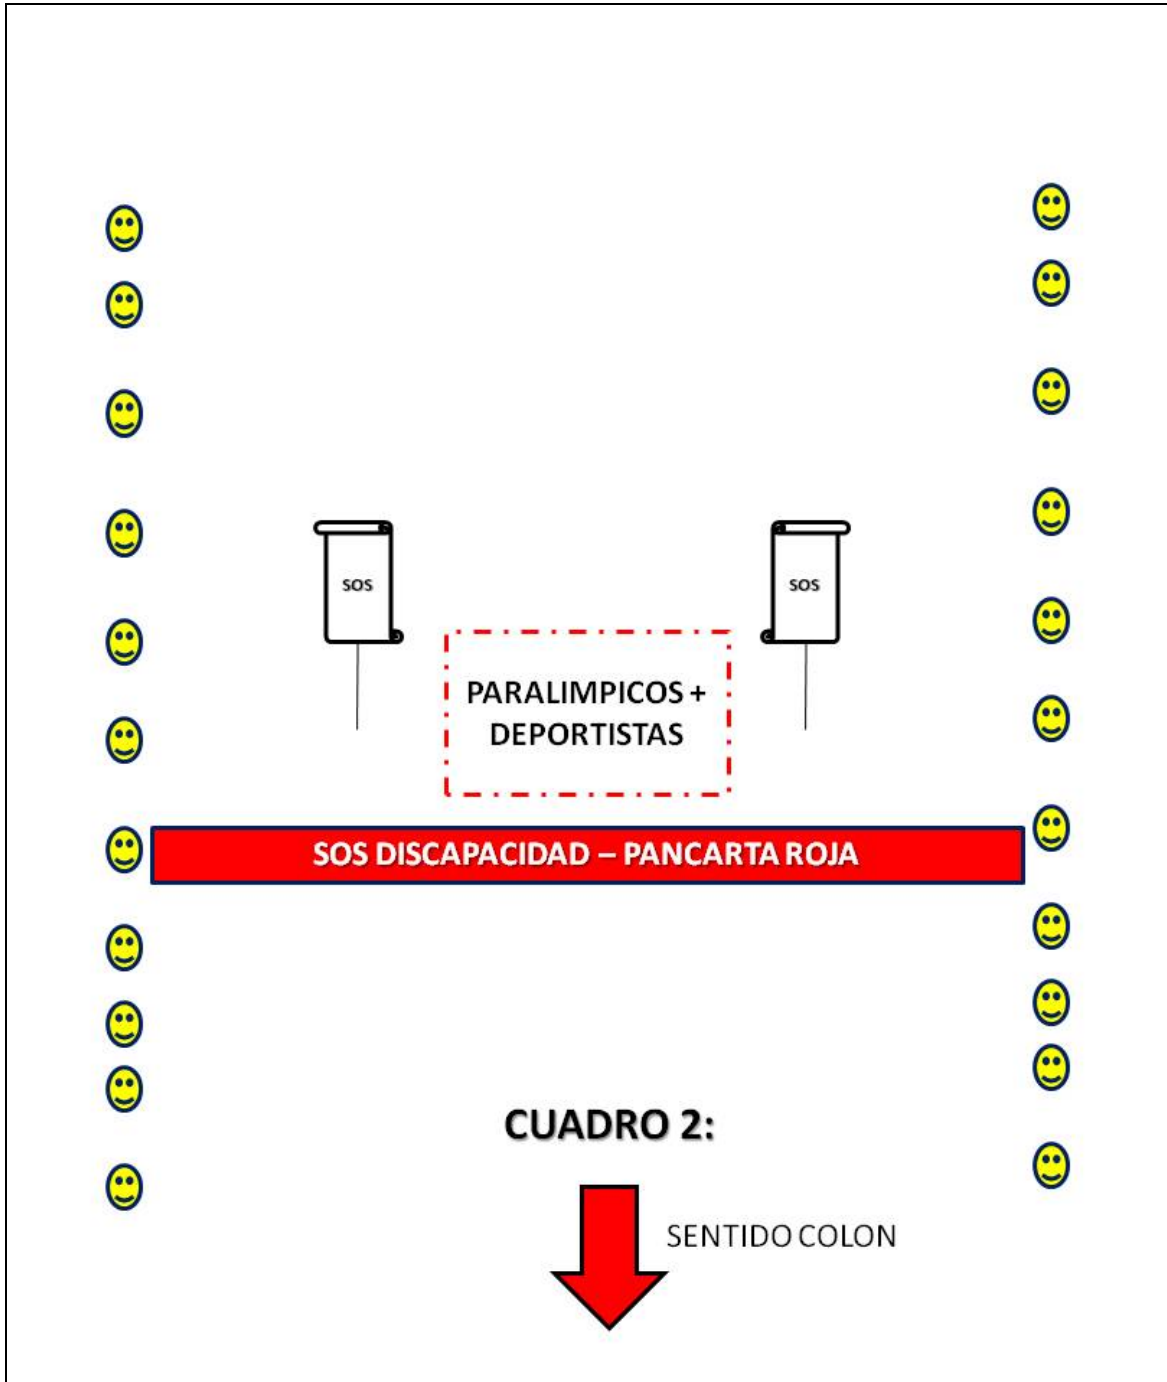 SOS
SOS
PARALIMPICOS +
DEPORTISTAS
SOS DISCAPACIDAD – PANCARTA ROJA
CUADRO 2:
SENTIDO COLON